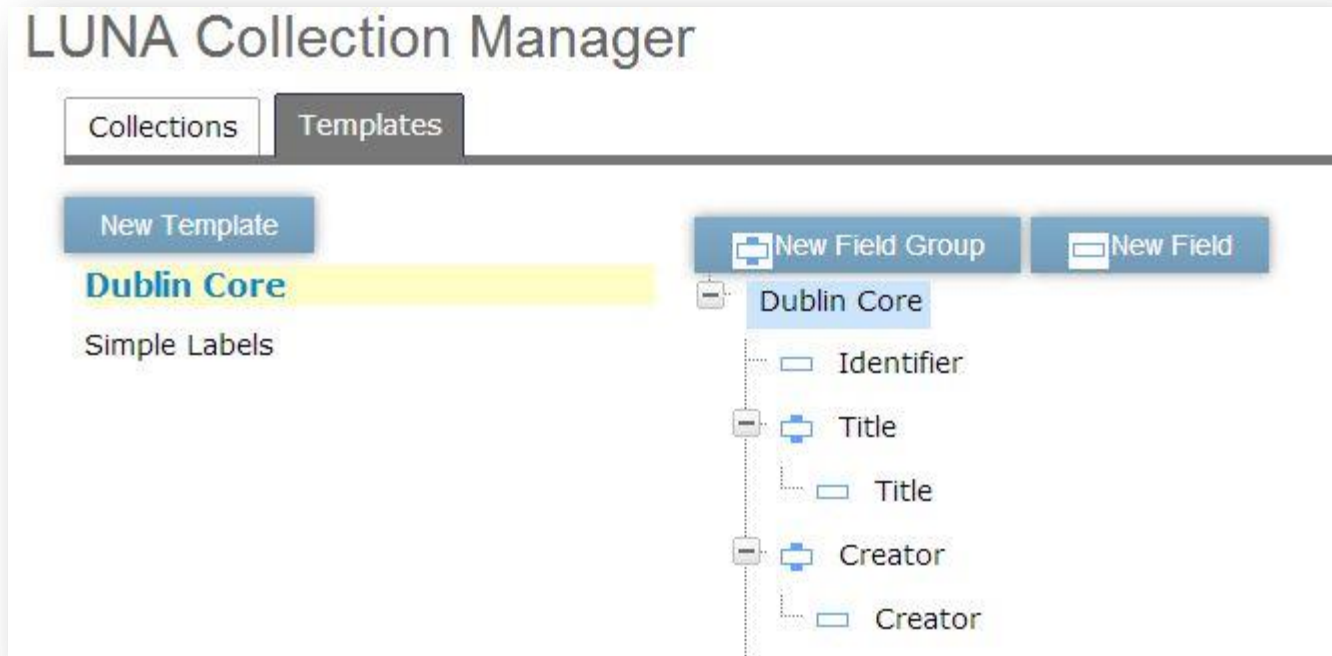 LUNA Collection Manager
Collections
Templates
New Template
Dublin Core
Simple Labels
New Field Group
New Field
Dublin Core
Identifier
Title
Title
Creator
Creator